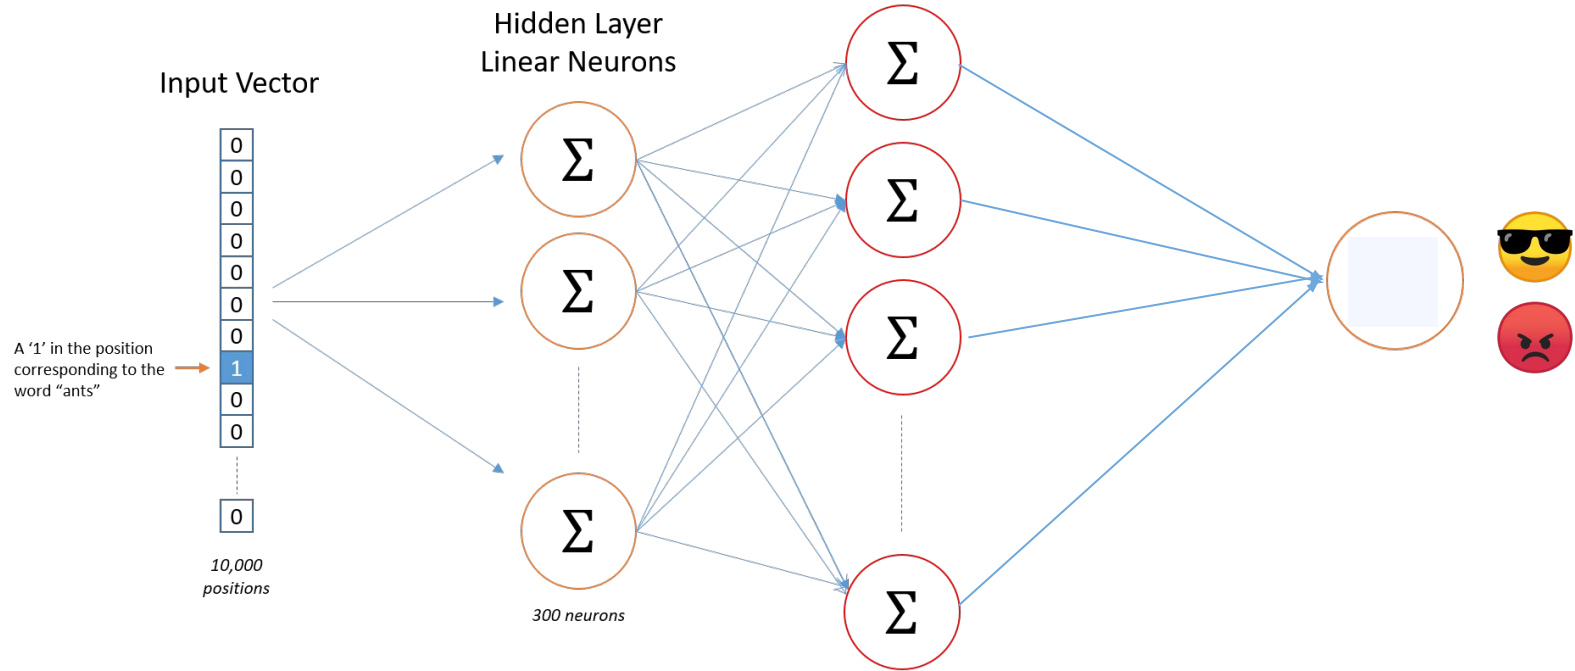 Hidden Layer
Linear Neurons
Input Vector
0
0
0
0
0
0
0
1
0
0
0
A ‘1’ in the position
corresponding to the
word “ants”
10,000
positions
Σ
Σ
Σ
300 neurons
Σ
Σ
Σ
Σ